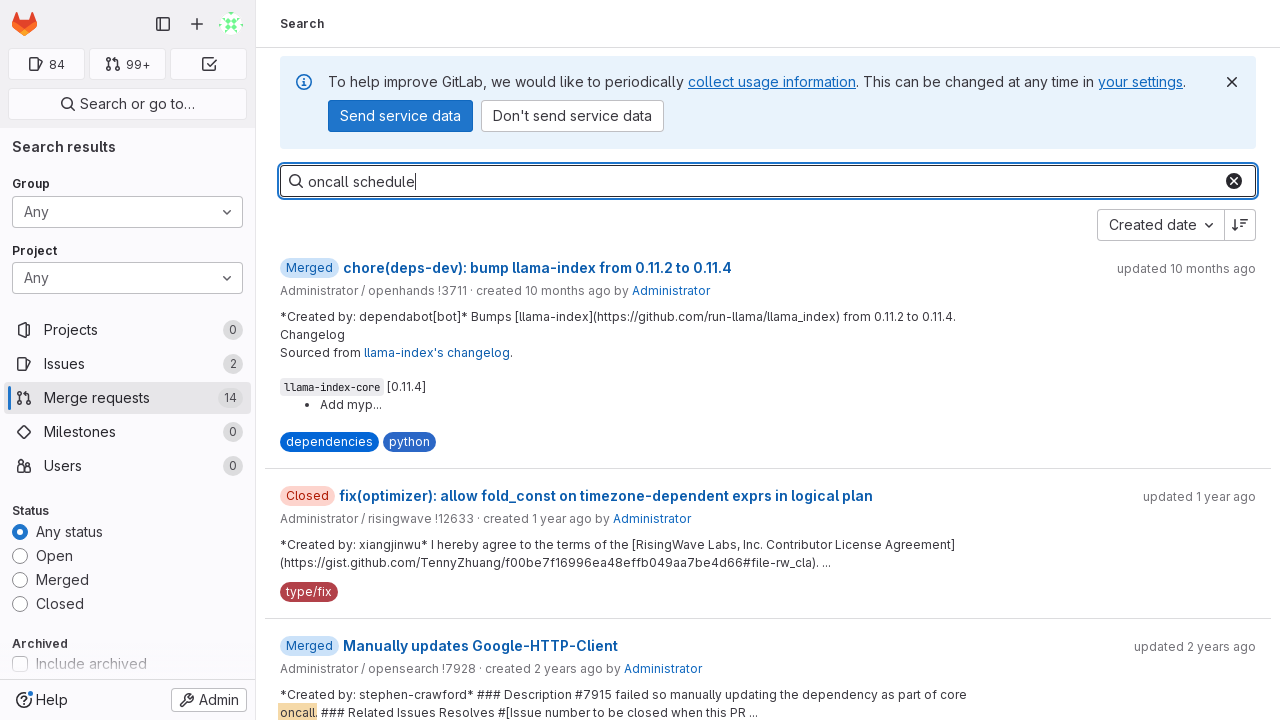 Search
84
99+
Search or go to…
To help improve GitLab, we would like to periodically collect usage information. This can be changed at any time in your settings.
Send service data
Don't send service data
Search results
Group
Any
Project
Any
Projects 0
Issues 2
Merge requests 14
Milestones 0
Users 0
Status
Any status
Open
Merged
Closed
Archived
Include archived
Help
Admin
oncall schedule
Created date
Merged chore(deps-dev): bump llama-index from 0.11.2 to 0.11.4
updated 10 months ago
Administrator / openhands !3711 · created 10 months ago by Administrator
*Created by: dependabot[bot]* Bumps [llama-index](https://github.com/run-llama/llama_index) from 0.11.2 to 0.11.4.
Changelog
Sourced from llama-index's changelog.
llama-index-core [0.11.4]
• Add myp...
dependencies python
Closed fix(optimizer): allow fold_const on timezone-dependent exprs in logical plan
updated 1 year ago
Administrator / risingwave !12633 · created 1 year ago by Administrator
*Created by: xiangjinwu* I hereby agree to the terms of the [RisingWave Labs, Inc. Contributor License Agreement]
(https://gist.github.com/TennyZhuang/f00be7f16996ea48effb049aa7be4d66#file-rw_cla). ...
type/fix
Merged Manually updates Google-HTTP-Client
updated 2 years ago
Administrator / opensearch !7928 · created 2 years ago by Administrator
*Created by: stephen-crawford* ### Description #7915 failed so manually updating the dependency as part of core
oncall. ### Related Issues Resolves #[Issue number to be closed when this PR ...